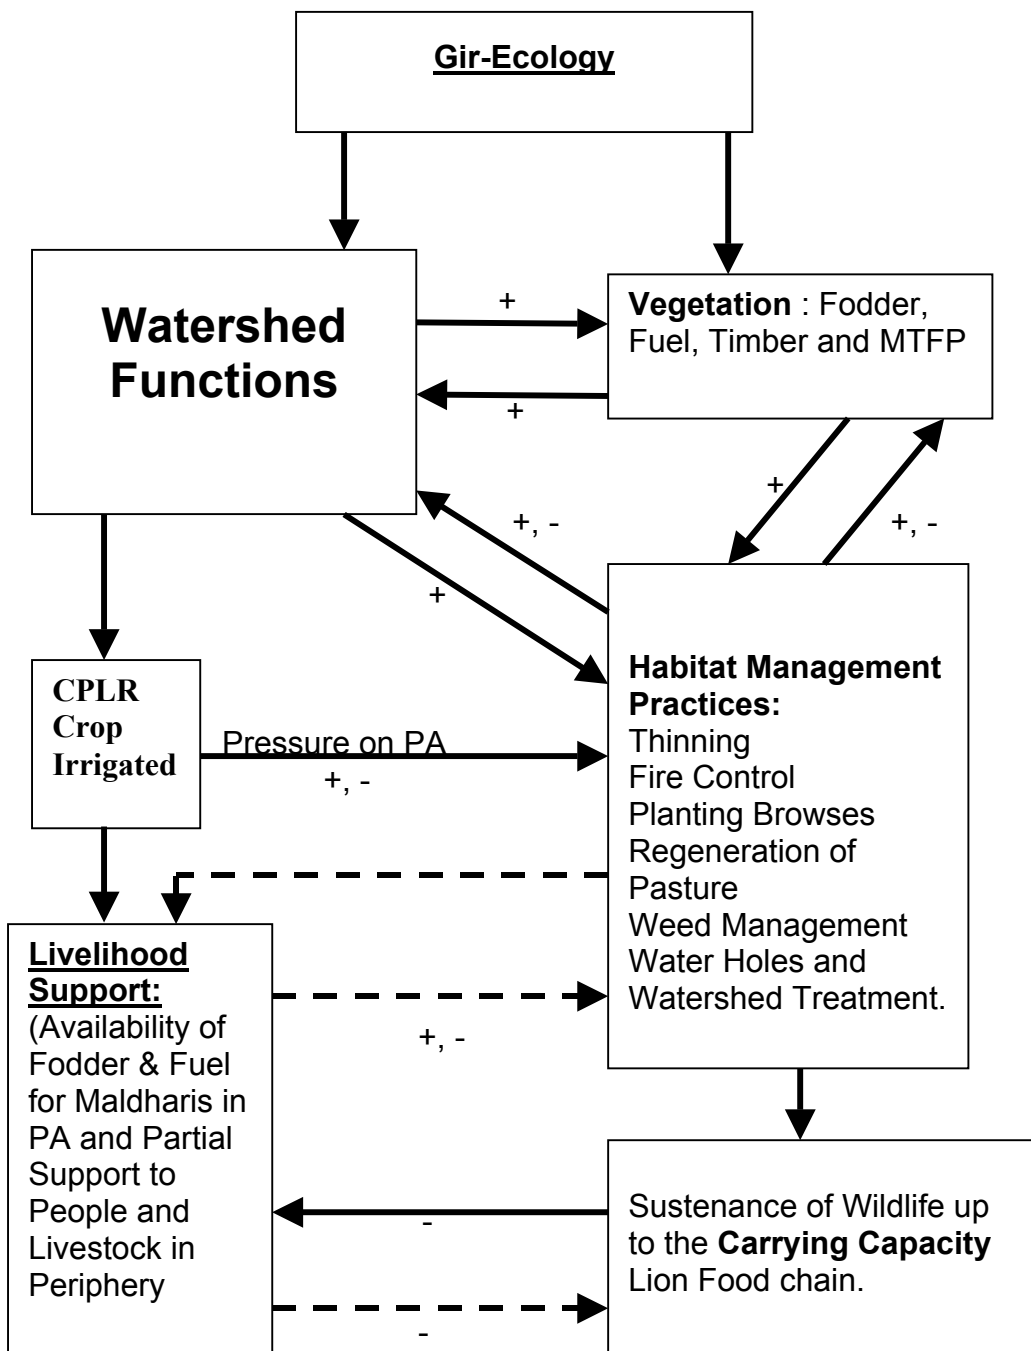 Gir-Ecology
Watershed
Functions
+
+
Vegetation : Fodder,
Fuel, Timber and MTFP
+
+, -
+, -
+
CPLR
Crop
Irrigated
Pressure on PA
+, -
Habitat Management
Practices:
Thinning
Fire Control
Planting Browses
Regeneration of
Pasture
Weed Management
Water Holes and
Watershed Treatment.
Livelihood
Support:
(Availability of
Fodder & Fuel
for Maldharis in
PA and Partial
Support to
People and
Livestock in
Periphery
+, -
-
-
Sustenance of Wildlife up
to the Carrying Capacity
Lion Food chain.